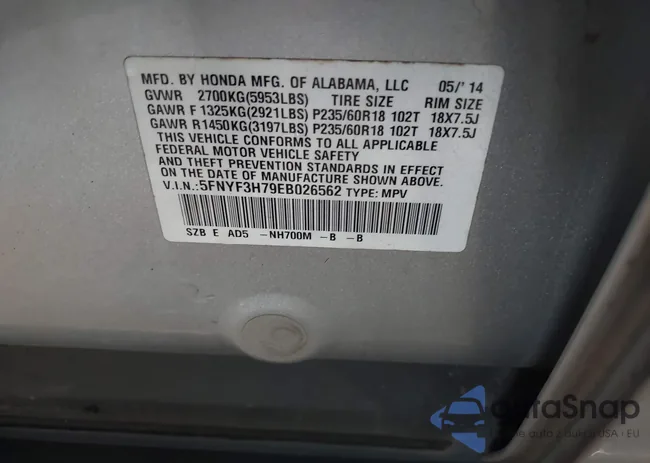 MFD. BY HONDA MFG. OF ALABAMA, LLC 05/'14
GVWR 2700KG(5953LBS) TIRE SIZE RIM SIZE
GAWR F 1325KG(2921LBS) P235/60R18 102T 18X7.5J
GAWR R1450KG(3197LBS) P235/60R18 102T 18X7.5J
THIS VEHICLE CONFORMS TO ALL APPLICABLE
FEDERAL MOTOR VEHICLE SAFETY
AND THEFT PREVENTION STANDARDS IN EFFECT
ON THE DATE OF MANUFACTURE SHOWN ABOVE.
V.I.N.:5FNYF3H79EB026562 TYPE: MPV
SZB E AD5 -NH700M -B -B
autaSnap
USA - EU